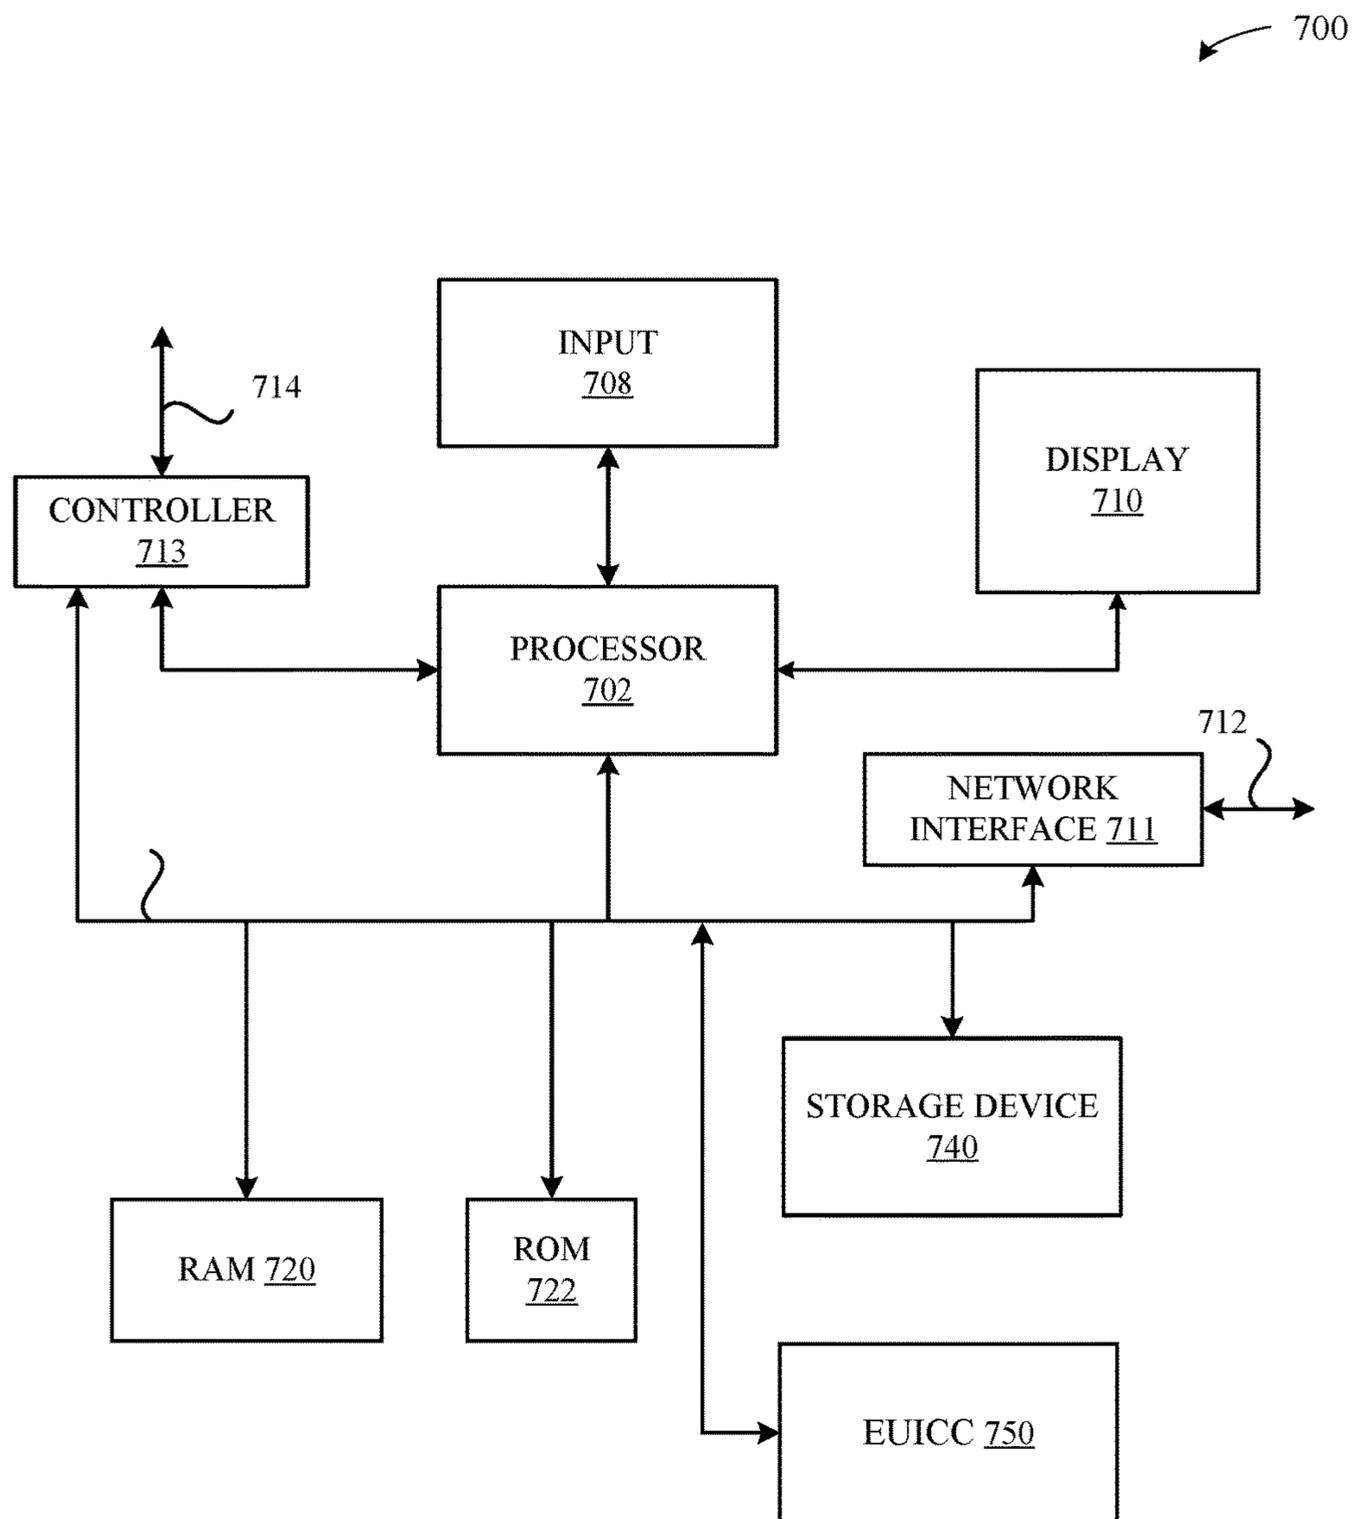 700
INPUT
708
714
DISPLAY
710
CONTROLLER
713
PROCESSOR
702
712
NETWORK
INTERFACE 711
STORAGE DEVICE
740
RAM 720
ROM
722
EUICC 750